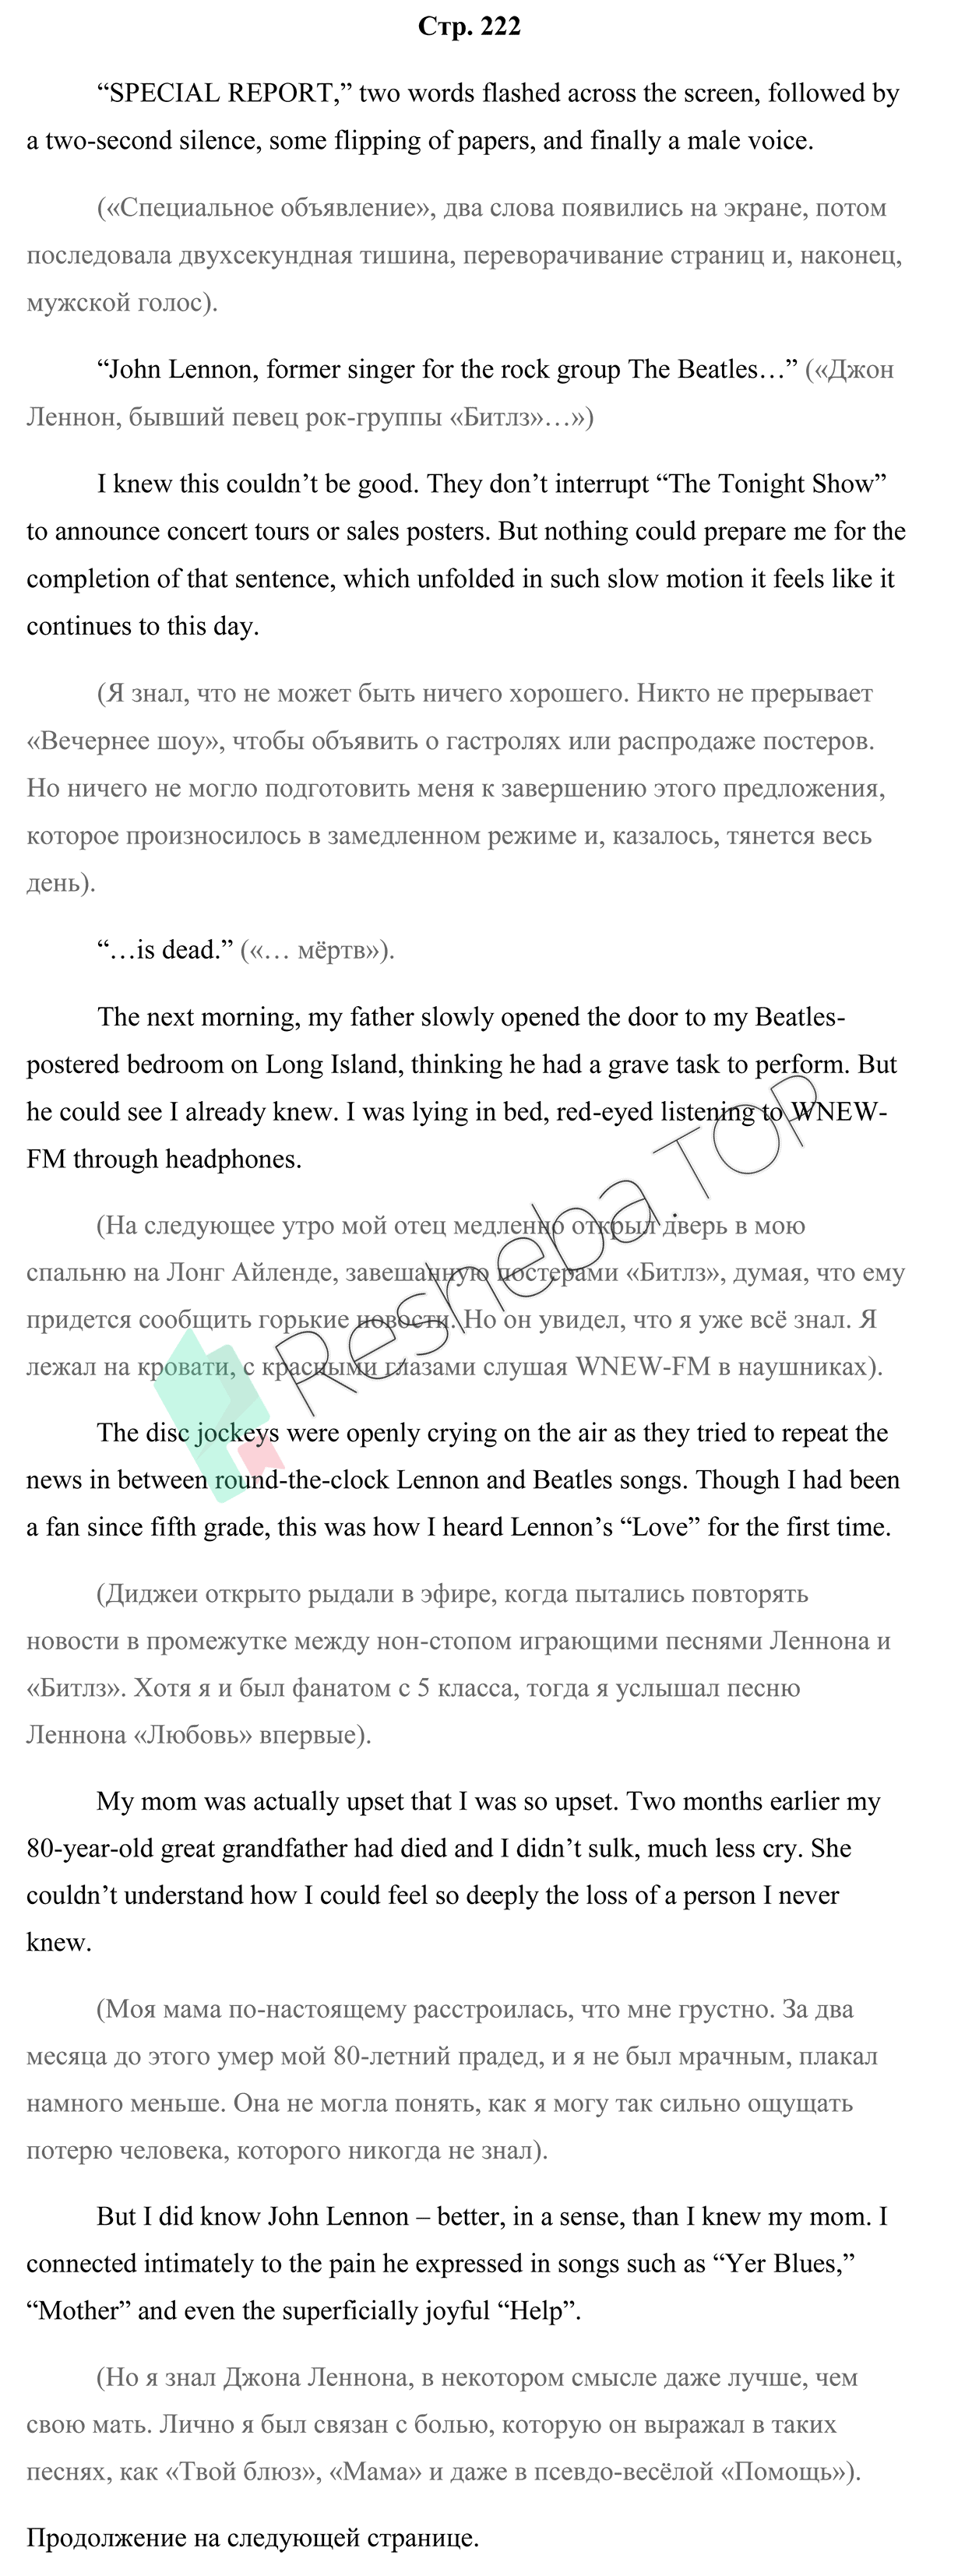 Стр. 222
“SPECIAL REPORT,” two words flashed across the screen, followed by
a two-second silence, some flipping of papers, and finally a male voice.
(«Специальное объявление», два слова появились на экране, потом
последовала двухсекундная тишина, переворачивание страниц и, наконец,
мужской голос).
“John Lennon, former singer for the rock group The Beatles…” («Джон
Леннон, бывший певец рок-группы «Битлз»…»)
I knew this couldn’t be good. They don’t interrupt “The Tonight Show”
to announce concert tours or sales posters. But nothing could prepare me for the
completion of that sentence, which unfolded in such slow motion it feels like it
continues to this day.
(Я знал, что не может быть ничего хорошего. Никто не прерывает
«Вечернее шоу», чтобы объявить о гастролях или распродаже постеров.
Но ничего не могло подготовить меня к завершению этого предложения,
которое произносилось в замедленном режиме и, казалось, тянется весь
день).
“…is dead.” («… мёртв»).
The next morning, my father slowly opened the door to my Beatles-
postered bedroom on Long Island, thinking he had a grave task to perform. But
he could see I already knew. I was lying in bed, red-eyed listening to WNEW-
FM through headphones.
(На следующее утро мой отец медленно открыл дверь в мою
спальню на Лонг Айленде, завешанную постерами «Битлз», думая, что ему
придется сообщить горькие новости. Но он увидел, что я уже всё знал. Я
лежал на кровати, с красными глазами слушая WNEW-FM в наушниках).
Resheba.TOP
The disc jockeys were openly crying on the air as they tried to repeat the
news in between round-the-clock Lennon and Beatles songs. Though I had been
a fan since fifth grade, this was how I heard Lennon’s “Love” for the first time.
(Диджеи открыто рыдали в эфире, когда пытались повторять
новости в промежутке между нон-стопом играющими песнями Леннона и
«Битлз». Хотя я и был фанатом с 5 класса, тогда я услышал песню
Леннона «Любовь» впервые).
My mom was actually upset that I was so upset. Two months earlier my
80-year-old great grandfather had died and I didn’t sulk, much less cry. She
couldn’t understand how I could feel so deeply the loss of a person I never
knew.
(Моя мама по-настоящему расстроилась, что мне грустно. За два
месяца до этого умер мой 80-летний прадед, и я не был мрачным, плакал
намного меньше. Она не могла понять, как я могу так сильно ощущать
потерю человека, которого никогда не знал).
But I did know John Lennon – better, in a sense, than I knew my mom. I
connected intimately to the pain he expressed in songs such as “Yer Blues,”
“Mother” and even the superficially joyful “Help”.
(Но я знал Джона Леннона, в некотором смысле даже лучше, чем
свою мать. Лично я был связан с болью, которую он выражал в таких
песнях, как «Твой блюз», «Мама» и даже в псевдо-весёлой «Помощь»).
Продолжение на следующей странице.